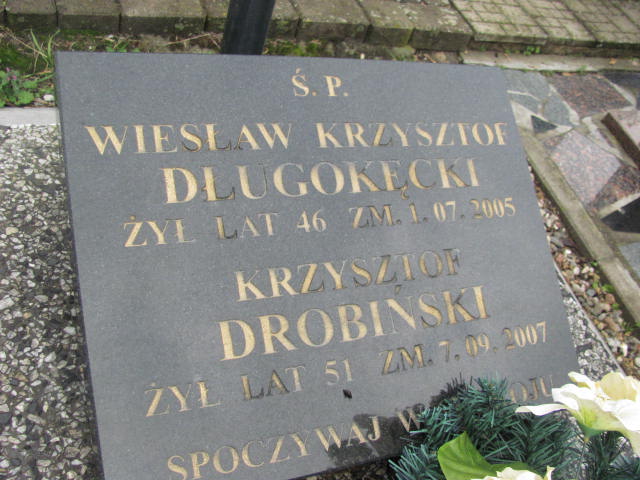 Ś. P.
WIESŁAW KRZYSZTOF
DŁUGOKĘCKI
ŻYŁ LAT 46 ZM. 1.07.2005
KRZYSZTOF
DROBIŃSKI
ŻYŁ LAT 51 ZM. 7.09.2007
SPOCZYWAJ W